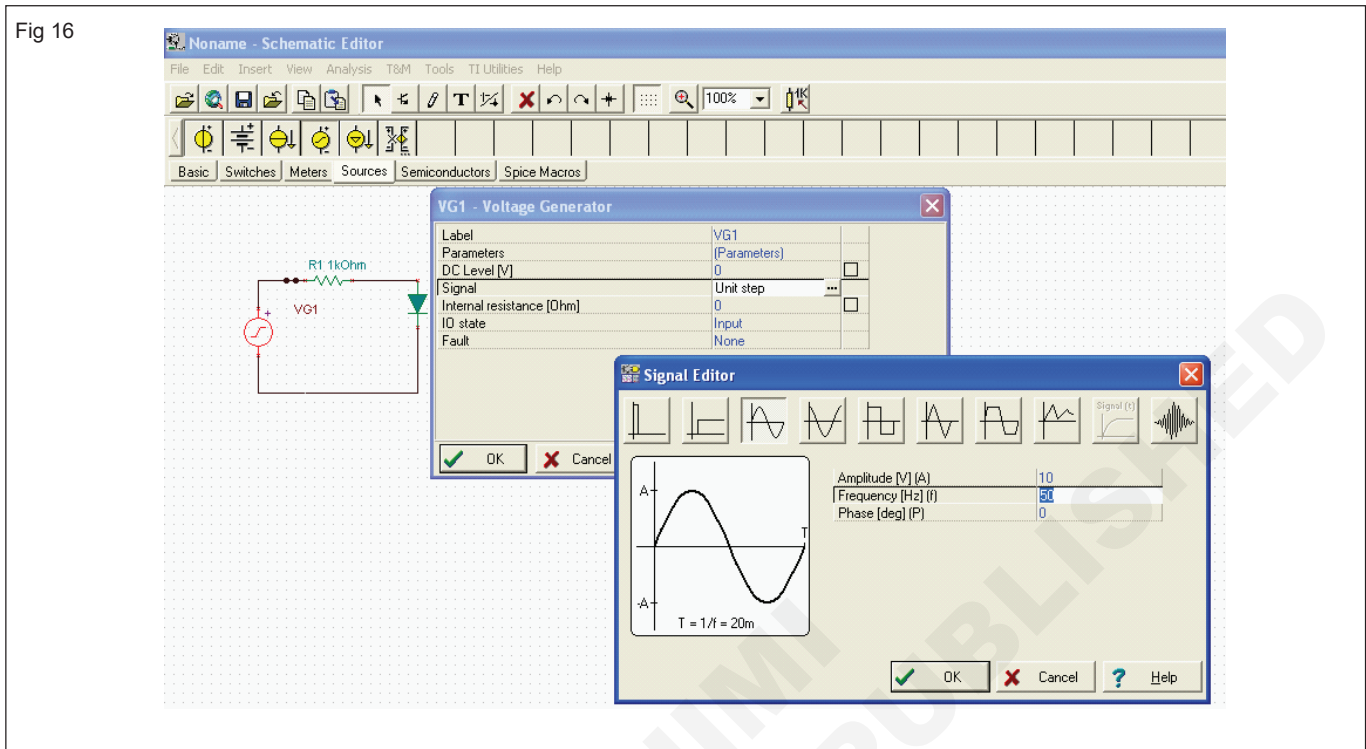 Fig 16
Noname - Schematic Editor
File Edit Insert View Analysis T&M Tools TI Utilities Help
T 100% 1K
Basic Switches Meters Sources Semiconductors Spice Macros
VG1 - Voltage Generator
Label VG1
Parameters (Parameters)
DC Level [V] 0
Signal Unit step ...
Internal resistance [Ohm] 0
IO state Input
Fault None
OK Cancel
R1 1kOhm
VG1
+
Signal Editor
Signal (t)
Amplitude [V] (A) 10
Frequency [Hz] (f) 50
Phase [deg] (P) 0
A
T
-A
T = 1/f = 20m
OK Cancel ? Help
NIMI
PUBLISHED